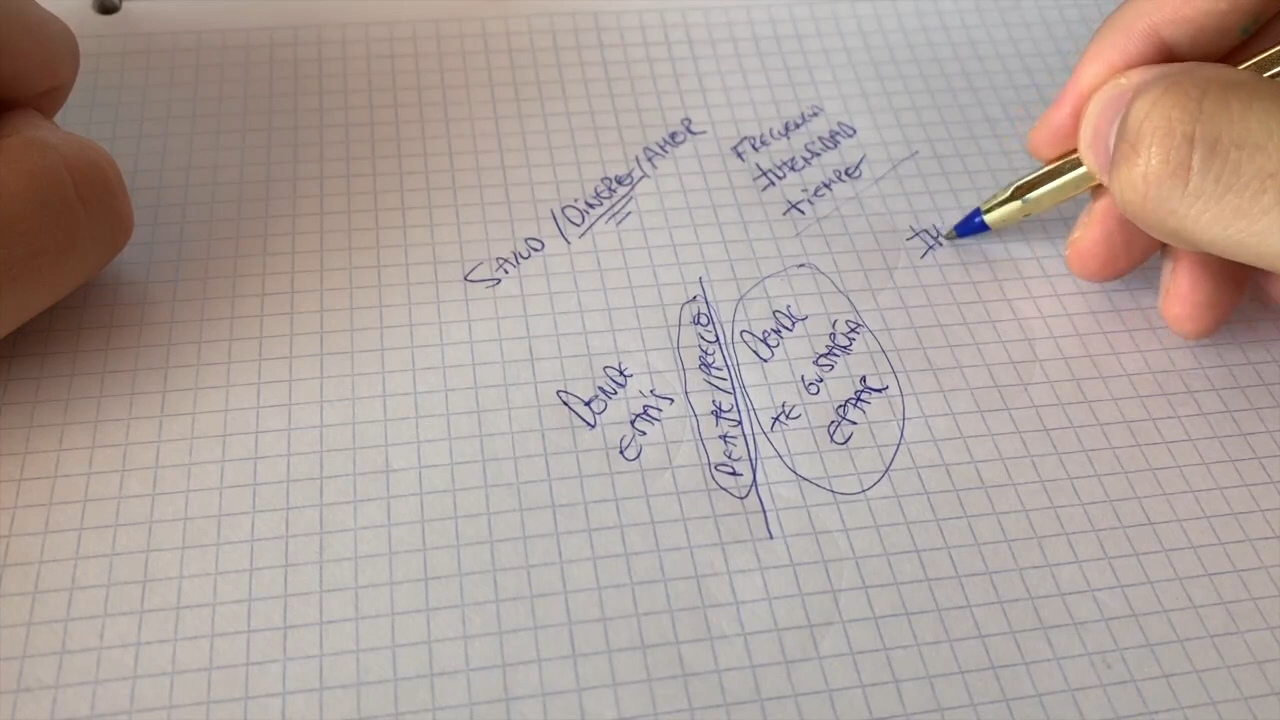 SALUD / DINERO / AMOR
FRECUENCIA
INTENSIDAD
TIEMPO
DONDE
ESTÁS
PEAJE / PRECIO
DONDE
TE GUSTARÍA
ESTAR